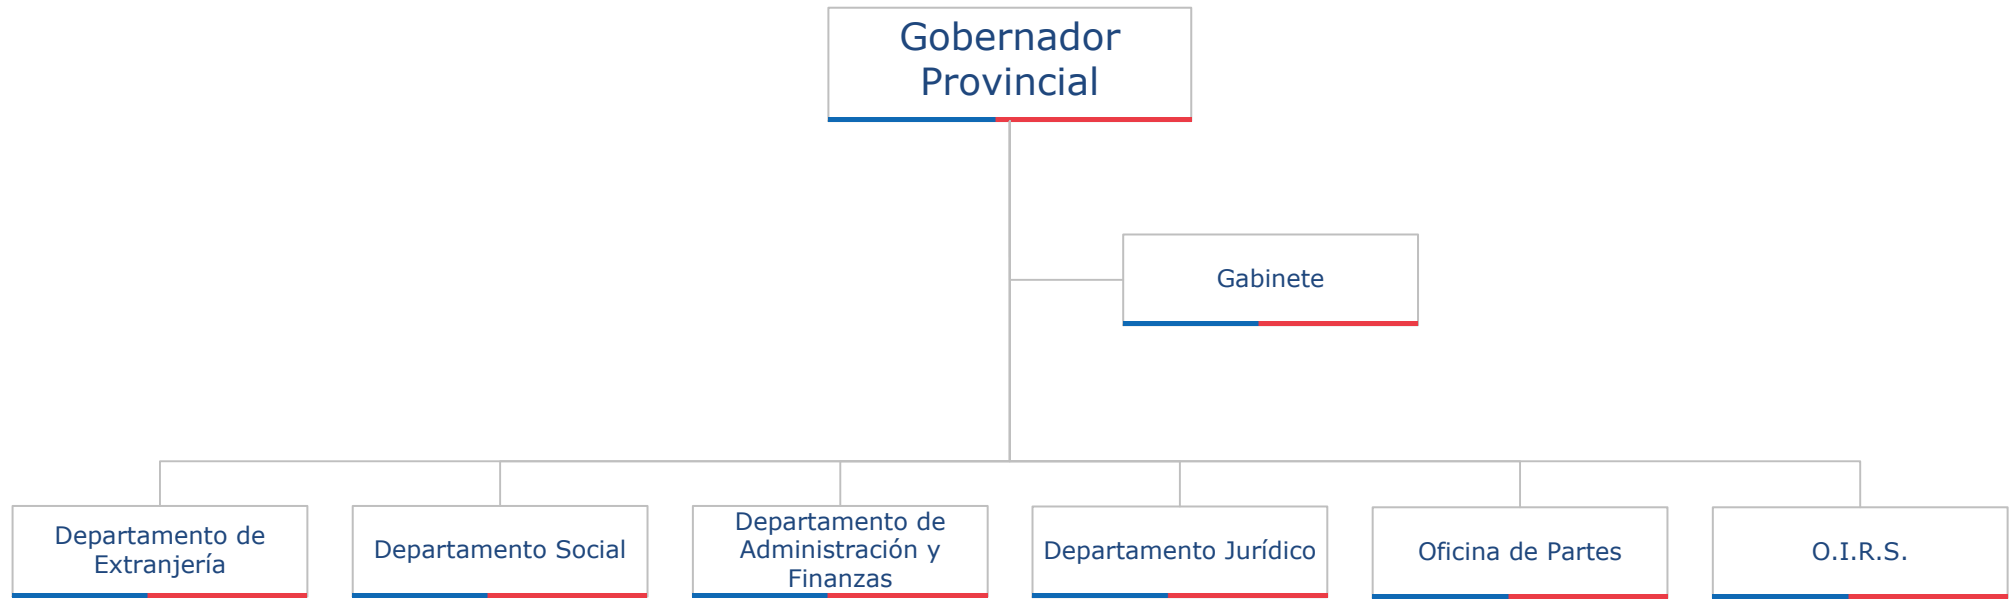 Gobernador
Provincial
Gabinete
Departamento de
Extranjería
Departamento Social
Departamento de
Administración y
Finanzas
Departamento Jurídico
Oficina de Partes
O.I.R.S.